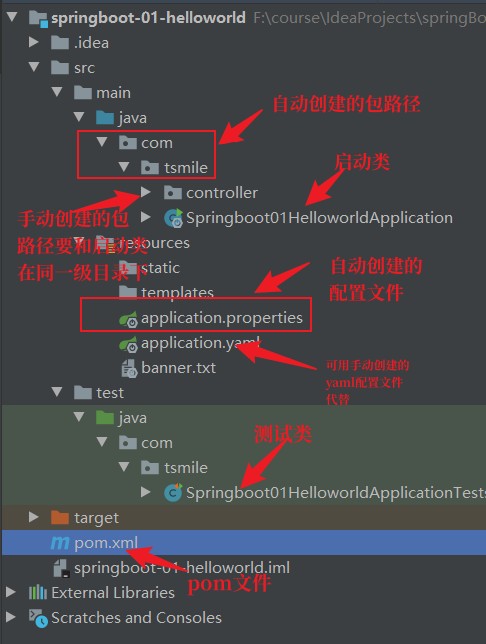 springboot-01-helloworld F:\course\IdeaProjects\springBo
.idea
src
main
自动创建的包路径
java
com
tsmile
启动类
controller
Springboot01HelloworldApplication
手动创建的包
路径要和启动类
在同一级目录下
resources
static
自动创建的
配置文件
templates
application.properties
application.yaml
可用手动创建的
yaml配置文件
代替
banner.txt
test
java
com
测试类
tsmile
Springboot01HelloworldApplicationTests
target
pom.xml
springboot-01-helloworld.iml
pom文件
External Libraries
Scratches and Consoles